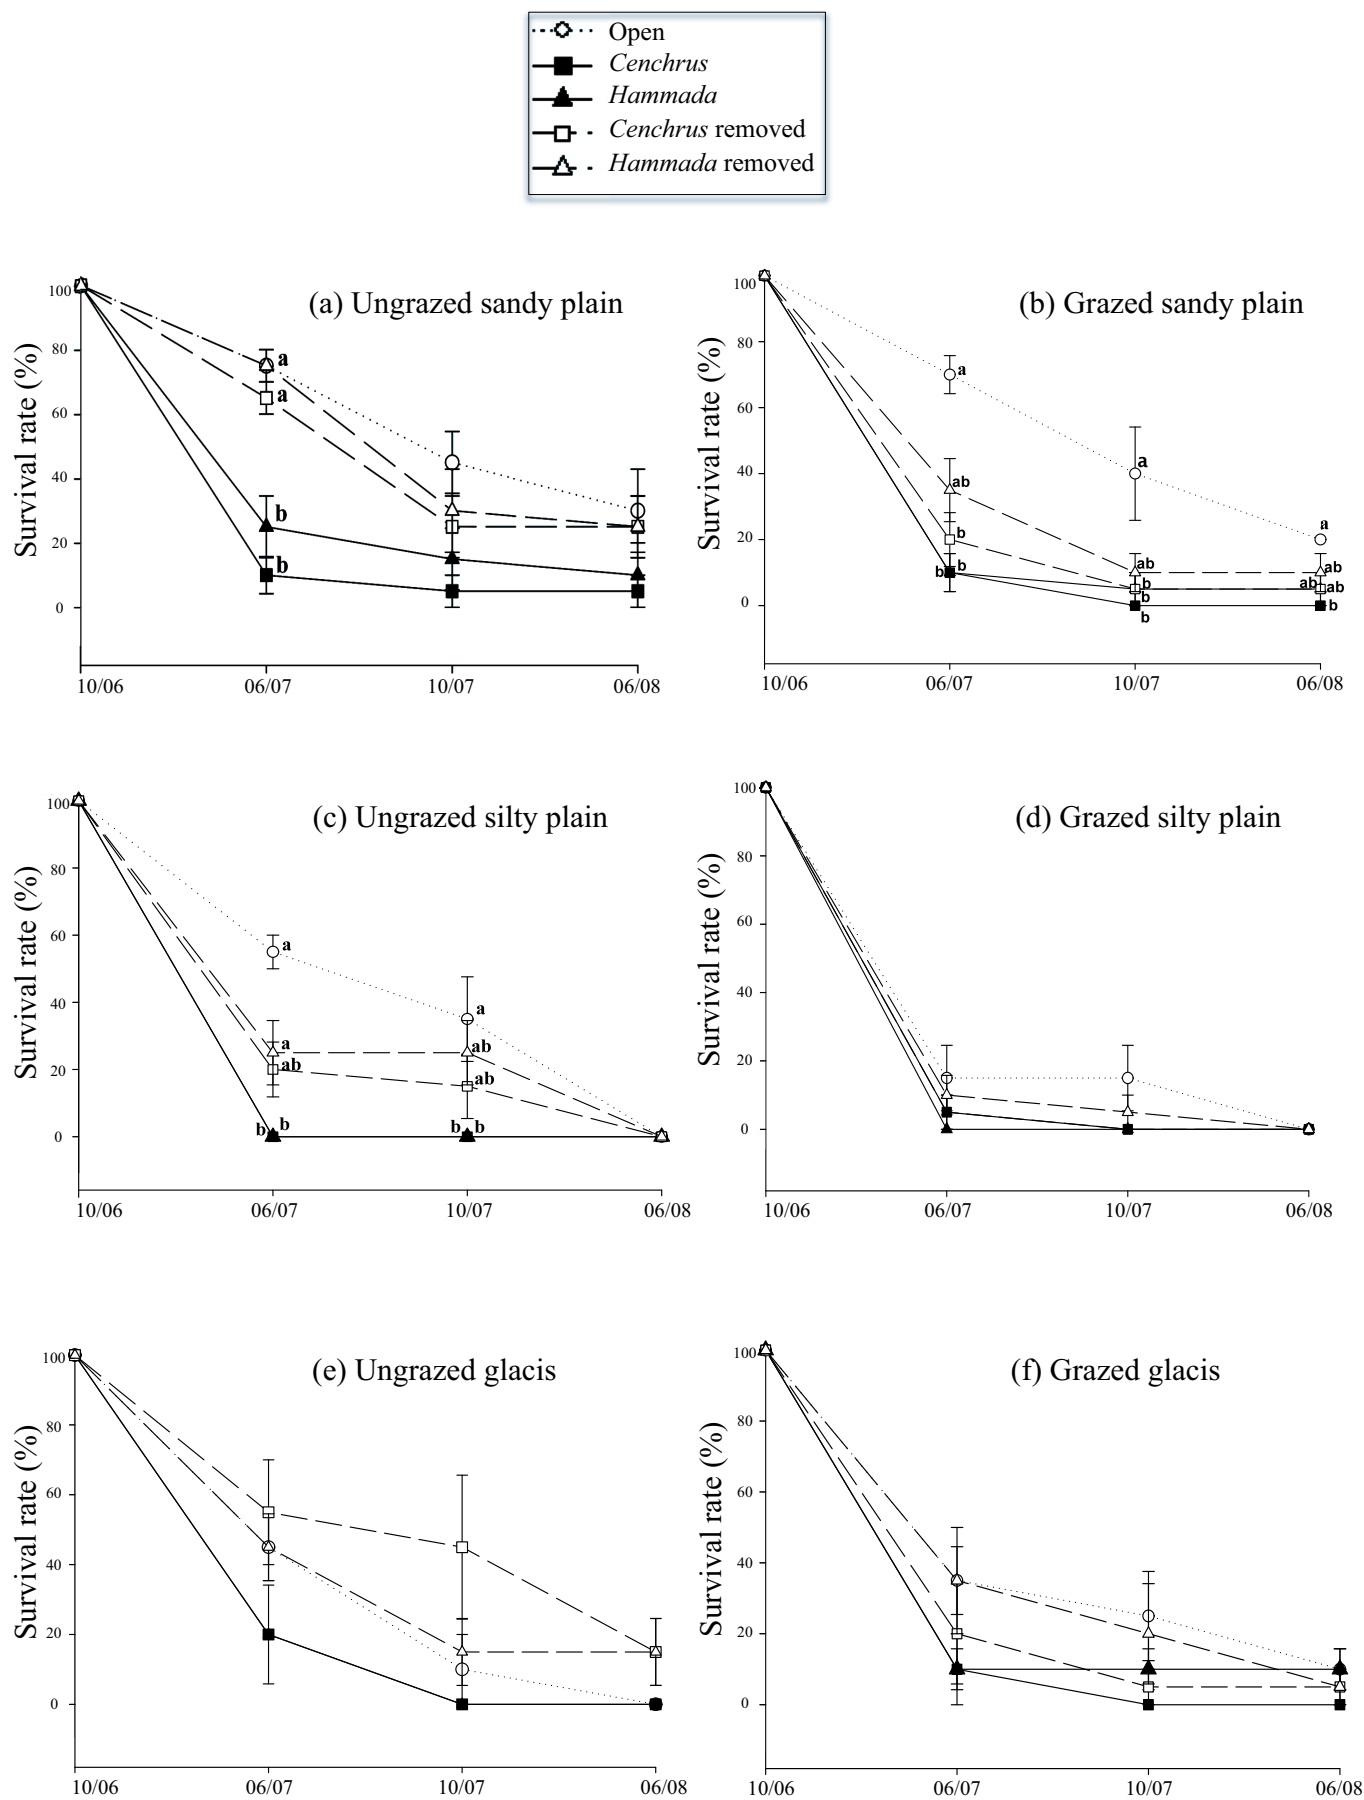 Open
Cenchrus
Hammada
Cenchrus removed
Hammada removed
(a) Ungrazed sandy plain
Survival rate (%)
100
80
60
40
20
0
a
a
b
b
10/06
06/07
10/07
06/08
(b) Grazed sandy plain
Survival rate (%)
100
80
60
40
20
0
a
ab
b
b
b
a
ab
b
b
a
ab
ab
ab
b
10/06
06/07
10/07
06/08
(c) Ungrazed silty plain
Survival rate (%)
100
80
60
40
20
0
a
a
ab
b
b
a
ab
ab
b
b
10/06
06/07
10/07
06/08
(d) Grazed silty plain
Survival rate (%)
100
80
60
40
20
0
10/06
06/07
10/07
06/08
(e) Ungrazed glacis
Survival rate (%)
100
80
60
40
20
0
10/06
06/07
10/07
06/08
(f) Grazed glacis
Survival rate (%)
100
80
60
40
20
0
10/06
06/07
10/07
06/08